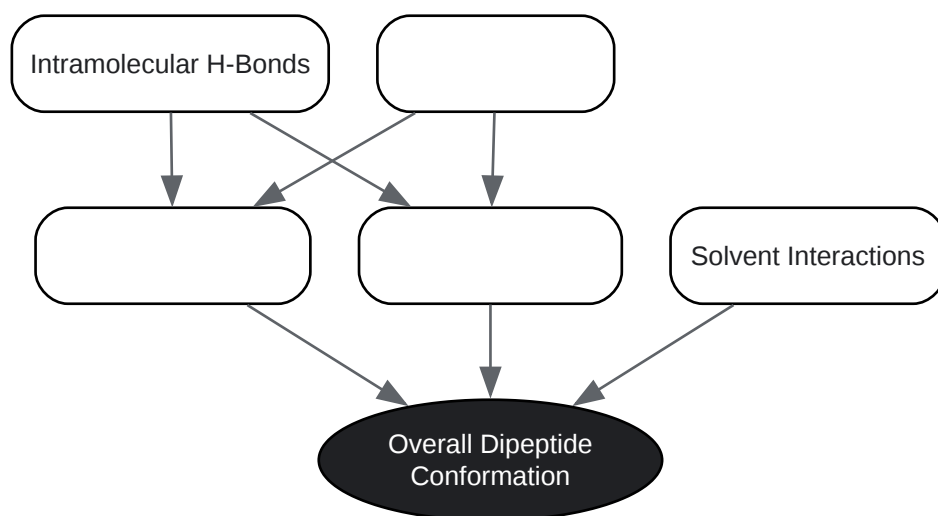 Intramolecular H-Bonds
Solvent Interactions
Overall Dipeptide
Conformation